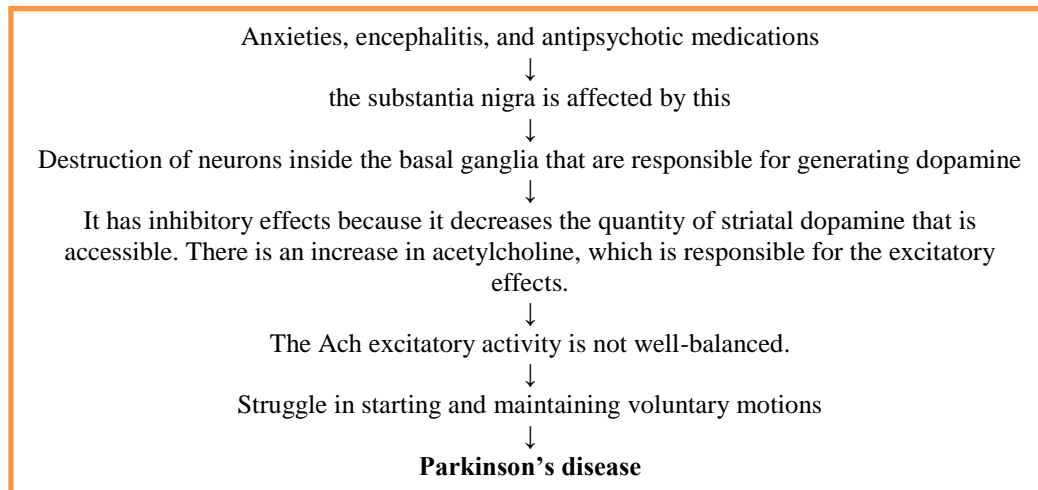 Anxieties, encephalitis, and antipsychotic medications
↓
the substantia nigra is affected by this
↓
Destruction of neurons inside the basal ganglia that are responsible for generating dopamine
↓
It has inhibitory effects because it decreases the quantity of striatal dopamine that is
accessible. There is an increase in acetylcholine, which is responsible for the excitatory
effects.
↓
The Ach excitatory activity is not well-balanced.
↓
Struggle in starting and maintaining voluntary motions
↓
Parkinson's disease